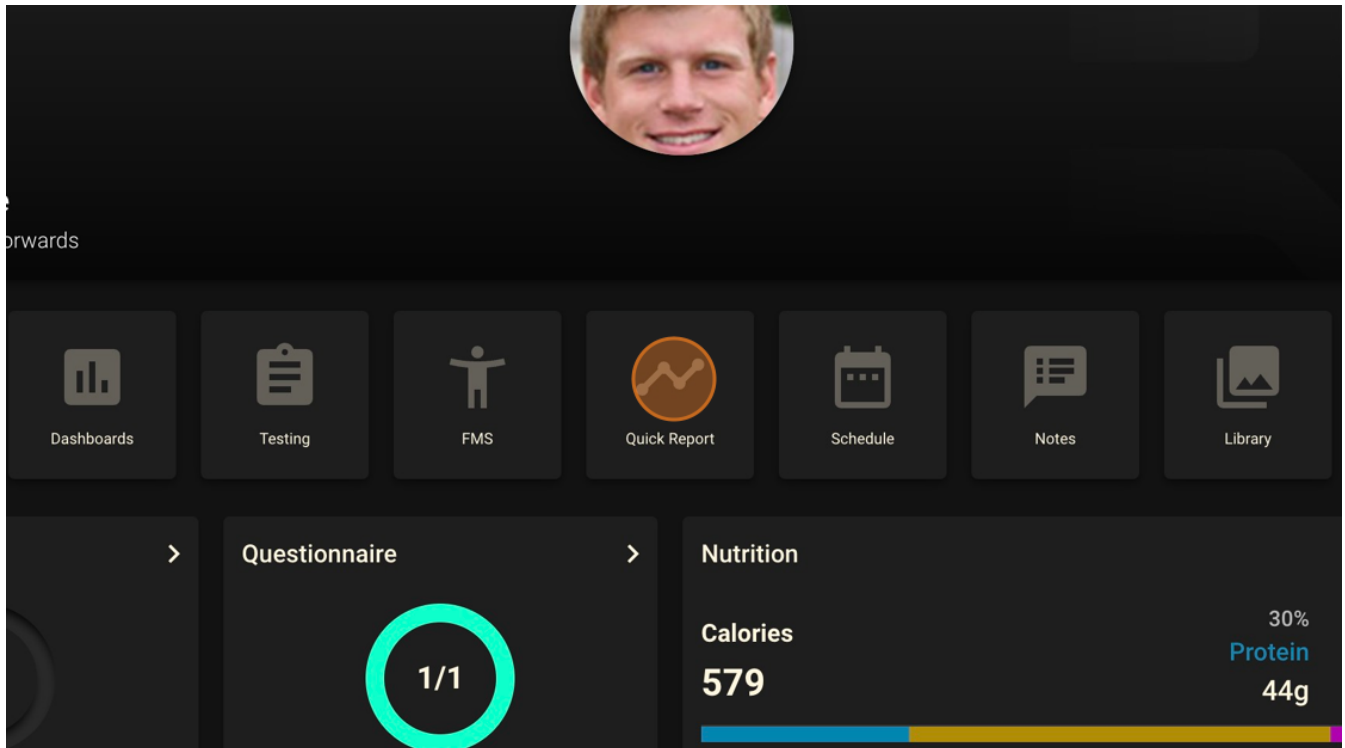 orwards
Dashboards
Testing
FMS
Quick Report
Schedule
Notes
Library
Questionnaire
Nutrition
1/1
Calories
579
30%
Protein
44g